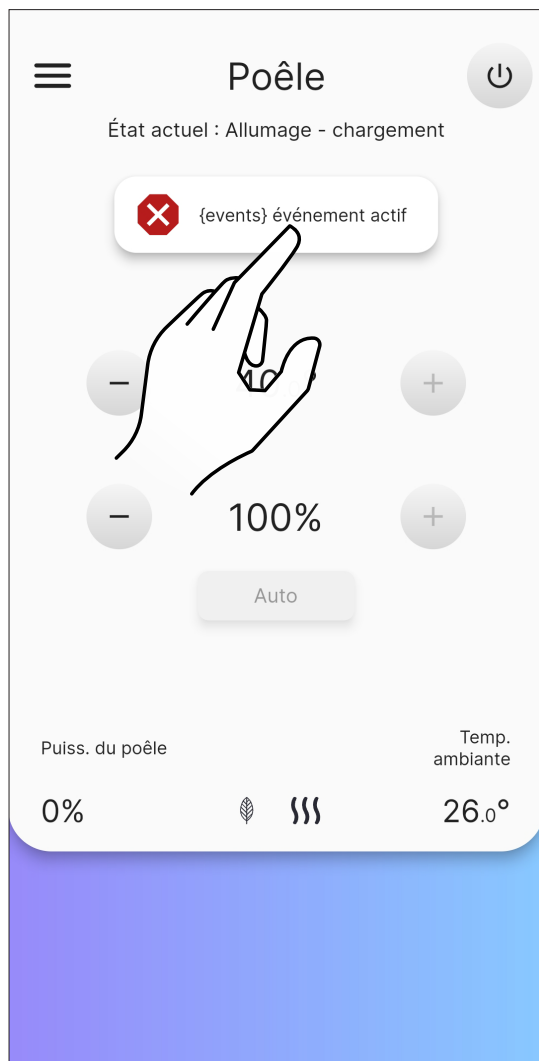 Poêle
État actuel : Allumage - chargement
{events} événement actif
100%
Auto
Puiss. du poêle
Temp.
ambiante
0%
26.0°